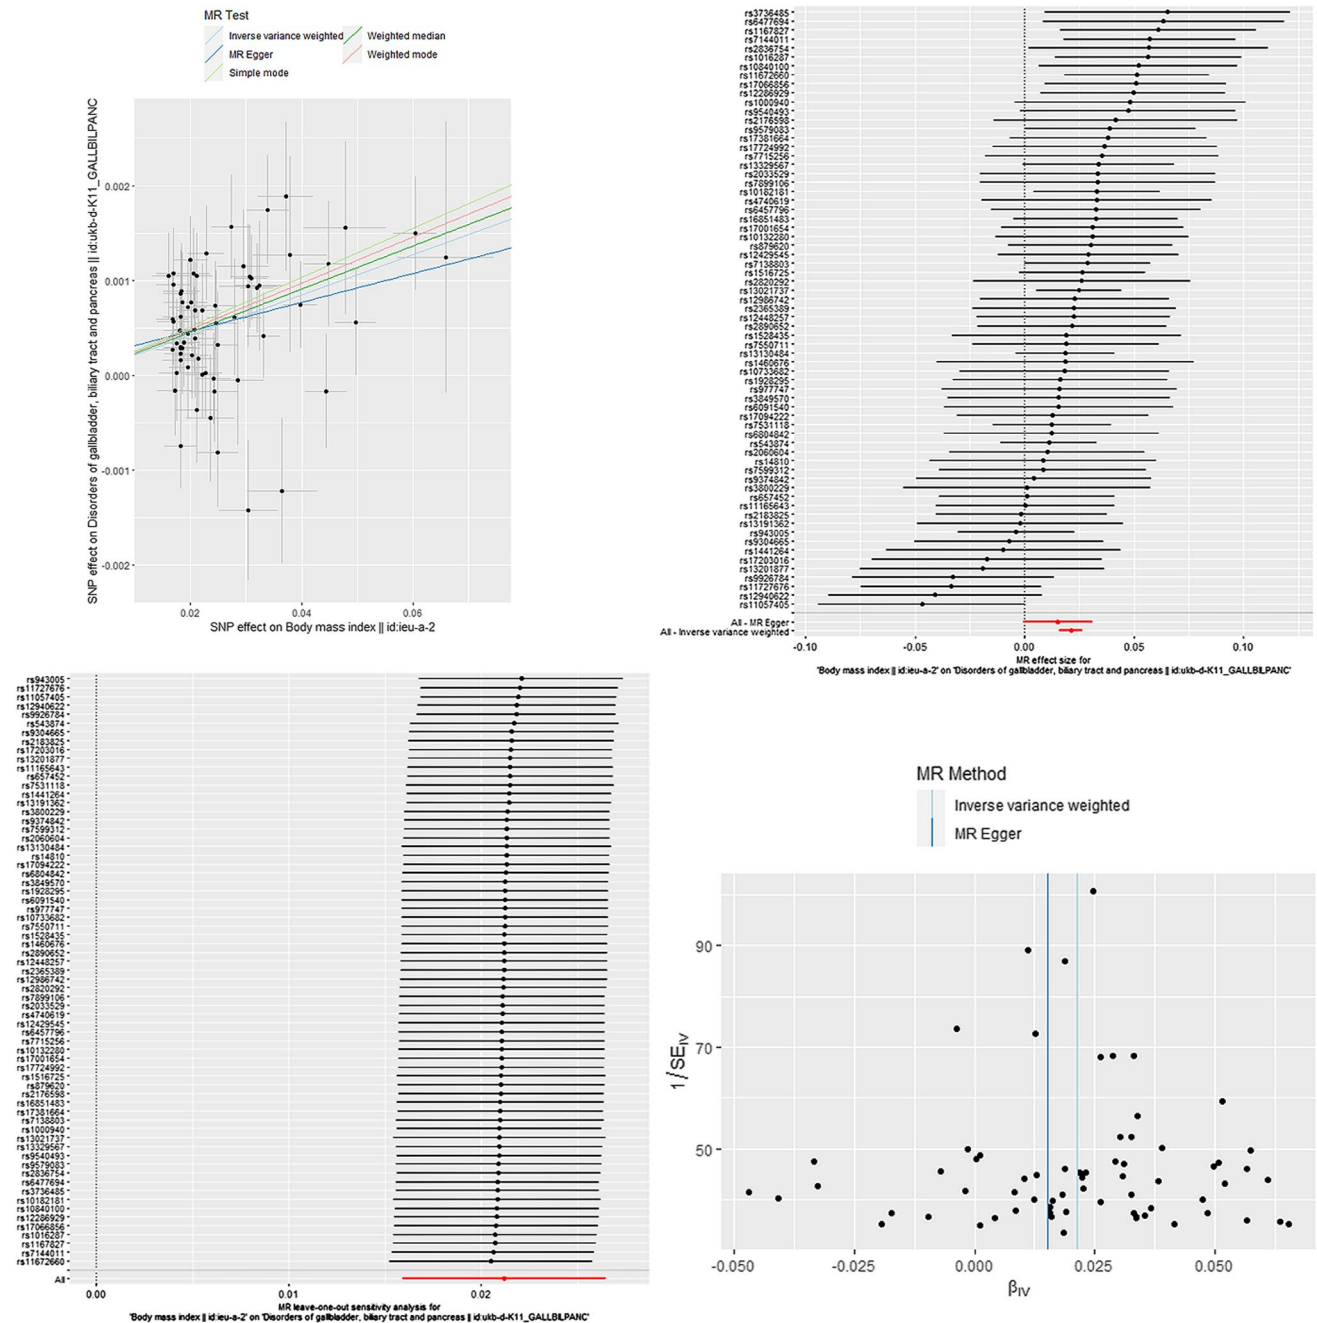 MR Test
Inverse variance weighted
Weighted median
MR Egger
Weighted mode
Simple mode
SNP effect on Disorders of gallbladder, biliary tract and pancreas || id:ukb-d-K11_GALLBILPANC
0.002
0.001
0.000
-0.001
-0.002
0.02
0.04
0.06
SNP effect on Body mass index || id:ieu-a-2
rs3736485
rs6477694
rs1167827
rs7144011
rs2836754
rs1016287
rs10840100
rs11672660
rs17066856
rs12286929
rs1000940
rs9540493
rs2176598
rs9579083
rs17381664
rs17724992
rs7715256
rs13329567
rs2033529
rs7899106
rs10182181
rs4740619
rs6457796
rs16851483
rs17001654
rs10132280
rs879620
rs12429545
rs7138803
rs1516725
rs2820292
rs13021737
rs12986742
rs2365389
rs12448257
rs2890652
rs1528435
rs7550711
rs13130484
rs1460676
rs10733682
rs1928295
rs977747
rs3849570
rs6091540
rs17094222
rs7531118
rs6804842
rs543874
rs2060604
rs14810
rs7599312
rs9374842
rs3800229
rs657452
rs11165643
rs2183825
rs13191362
rs943005
rs9304665
rs1441264
rs17203016
rs13201877
rs9926784
rs11727676
rs12940622
rs11057405
All - MR Egger
All - Inverse variance weighted
-0.10
-0.05
0.00
0.05
0.10
MR effect size for
'Body mass index || id:ieu-a-2' on 'Disorders of gallbladder, biliary tract and pancreas || id:ukb-d-K11_GALLBILPANC'
rs943005
rs11727676
rs11057405
rs12940622
rs9926784
rs543874
rs9304665
rs2183825
rs17203016
rs13201877
rs11165643
rs657452
rs7531118
rs1441264
rs13191362
rs3800229
rs9374842
rs7599312
rs2060604
rs13130484
rs14810
rs17094222
rs6804842
rs3849570
rs1928295
rs6091540
rs977747
rs10733682
rs7550711
rs1528435
rs1460676
rs2890652
rs12448257
rs2365389
rs12986742
rs2820292
rs7899106
rs2033529
rs4740619
rs12429545
rs6457796
rs7715256
rs10132280
rs17001654
rs17724992
rs1516725
rs879620
rs2176598
rs16851483
rs17381664
rs7138803
rs1000940
rs13021737
rs13329567
rs9540493
rs9579083
rs2836754
rs6477694
rs3736485
rs10182181
rs10840100
rs12286929
rs17066856
rs1016287
rs1167827
rs7144011
rs11672660
All
0.00
0.01
0.02
MR leave-one-out sensitivity analysis for
'Body mass index || id:ieu-a-2' on 'Disorders of gallbladder, biliary tract and pancreas || id:ukb-d-K11_GALLBILPANC'
MR Method
Inverse variance weighted
MR Egger
1/SE_IV
90
70
50
-0.050
-0.025
0.000
0.025
0.050
β_IV